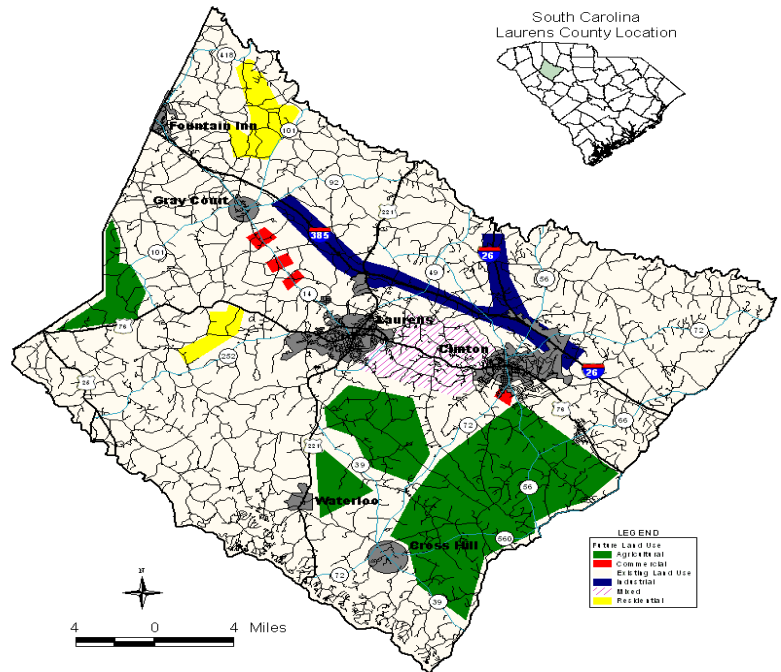 South Carolina
Laurens County Location
418
Fountain Inn
101
92
Gray Court
221
385
26
101
49
56
14
76
Laurens
72
252
Clinton
26
25
76
66
72
221
39
56
Waterloo
560
Cross Hill
72
39
LEGEND
Future Land Use
Agricultural
Commercial
Existing Land Use
Industrial
Mixed
Residential
N
4 0 4 Miles